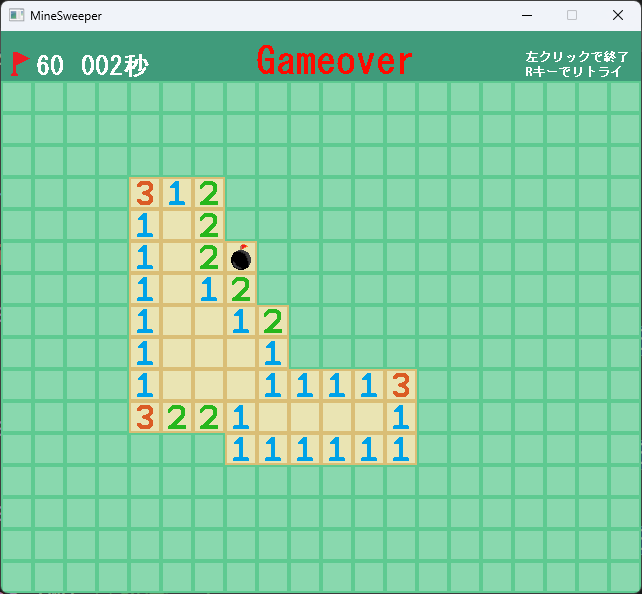 MineSweeper
60 002秒
Gameover
左クリックで終了
Rキーでリトライ
3 1 2
1 2
1 2
1 1 2
1 1 2
1 1
1 1 1 1 1 3
3 2 2 1 1
1 1 1 1 1 1